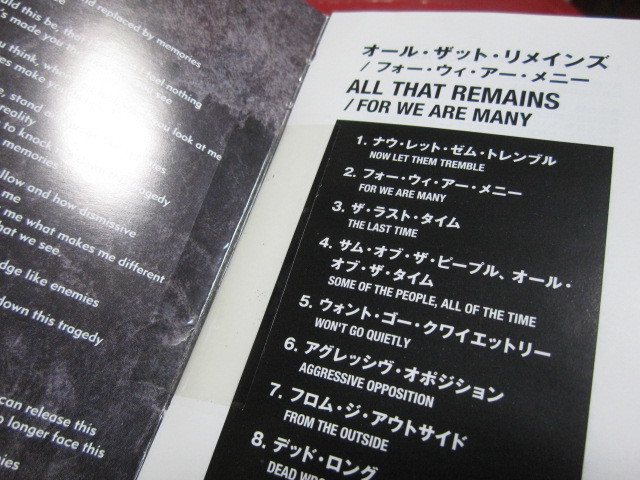 and replaced by memories
ould this be, that
feel nothing
s made you
think, wh
see
es make you
you look at me
stand
reality
to knock
ies
memories
agedy
llow and how dismissive
me
me what makes me different
hat we see.
dge like enemies
down this tragedy
can release this
o longer face this
mies
オール・ザット・リメインズ
/ フォー・ウィ・アー・メニー
ALL THAT REMAINS
/ FOR WE ARE MANY
1. ナウ・レット・ゼム・トレンブル
NOW LET THEM TREMBLE
2. フォー・ウィ・アー・メニー
FOR WE ARE MANY
3. ザ・ラスト・タイム
THE LAST TIME
4. サム・オブ・ザ・ピープル、オール・
オブ・ザ・タイム
SOME OF THE PEOPLE, ALL OF THE TIME
5. ウォント・ゴー・クワイエットリー
WON'T GO QUIETLY
6. アグレッシヴ・オポジション
AGGRESSIVE OPPOSITION
7. フロム・ジ・アウトサイド
FROM THE OUTSIDE
8. デッド・ロング
DEAD WRO